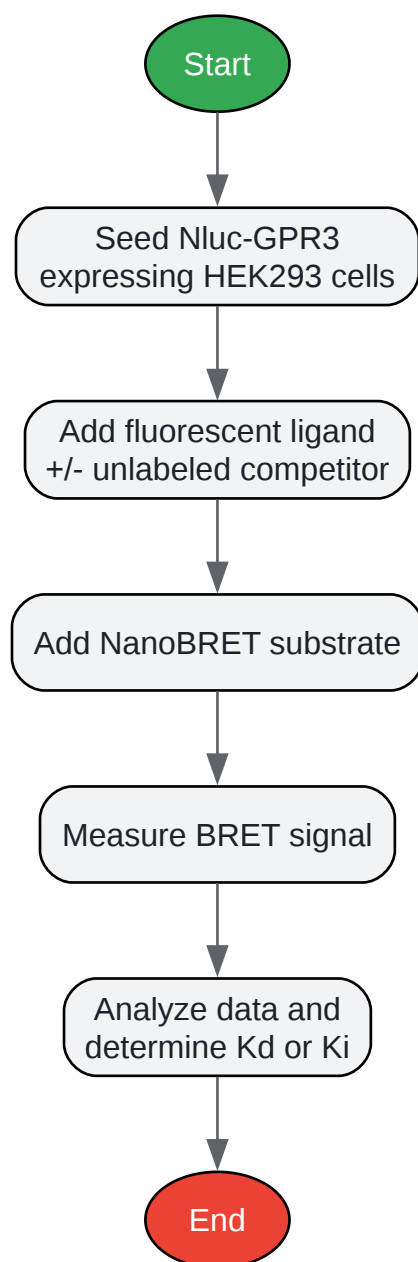 Start
Seed Nluc-GPR3
expressing HEK293 cells
Add fluorescent ligand
+/- unlabeled competitor
Add NanoBRET substrate
Measure BRET signal
Analyze data and
determine Kd or Ki
End